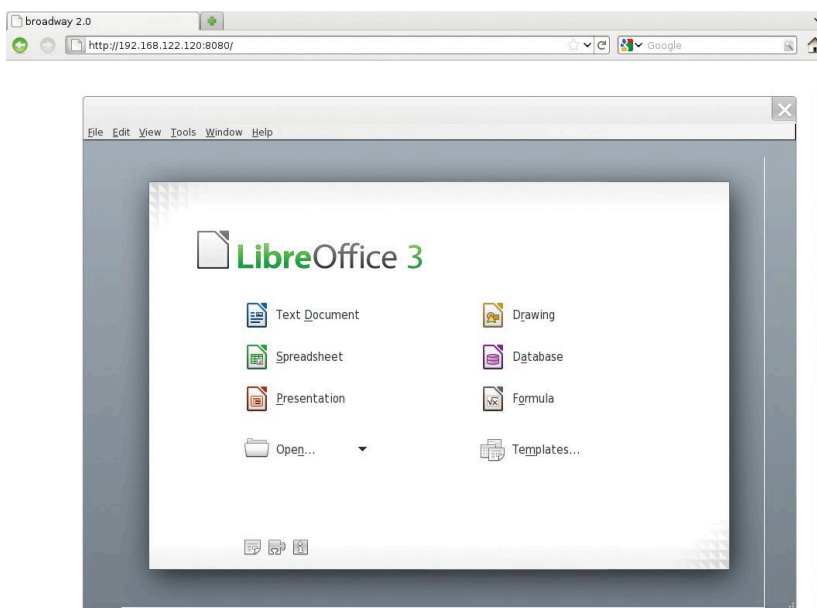 broadway 2.0
http://192.168.122.120:8080/ Google
File Edit View Tools Window Help
LibreOffice 3
Text Document Drawing
Spreadsheet Database
Presentation Formula
Open... Templates...